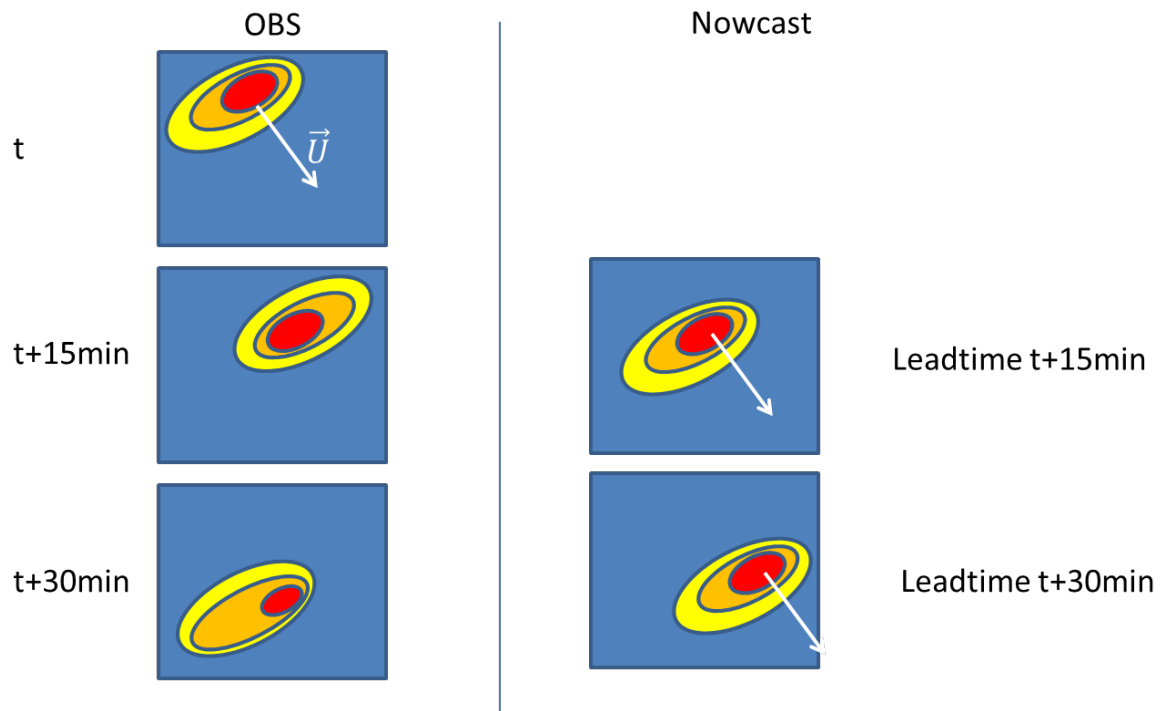 OBS
Nowcast
t
U⃗
t+15min
Leadtime t+15min
t+30min
Leadtime t+30min